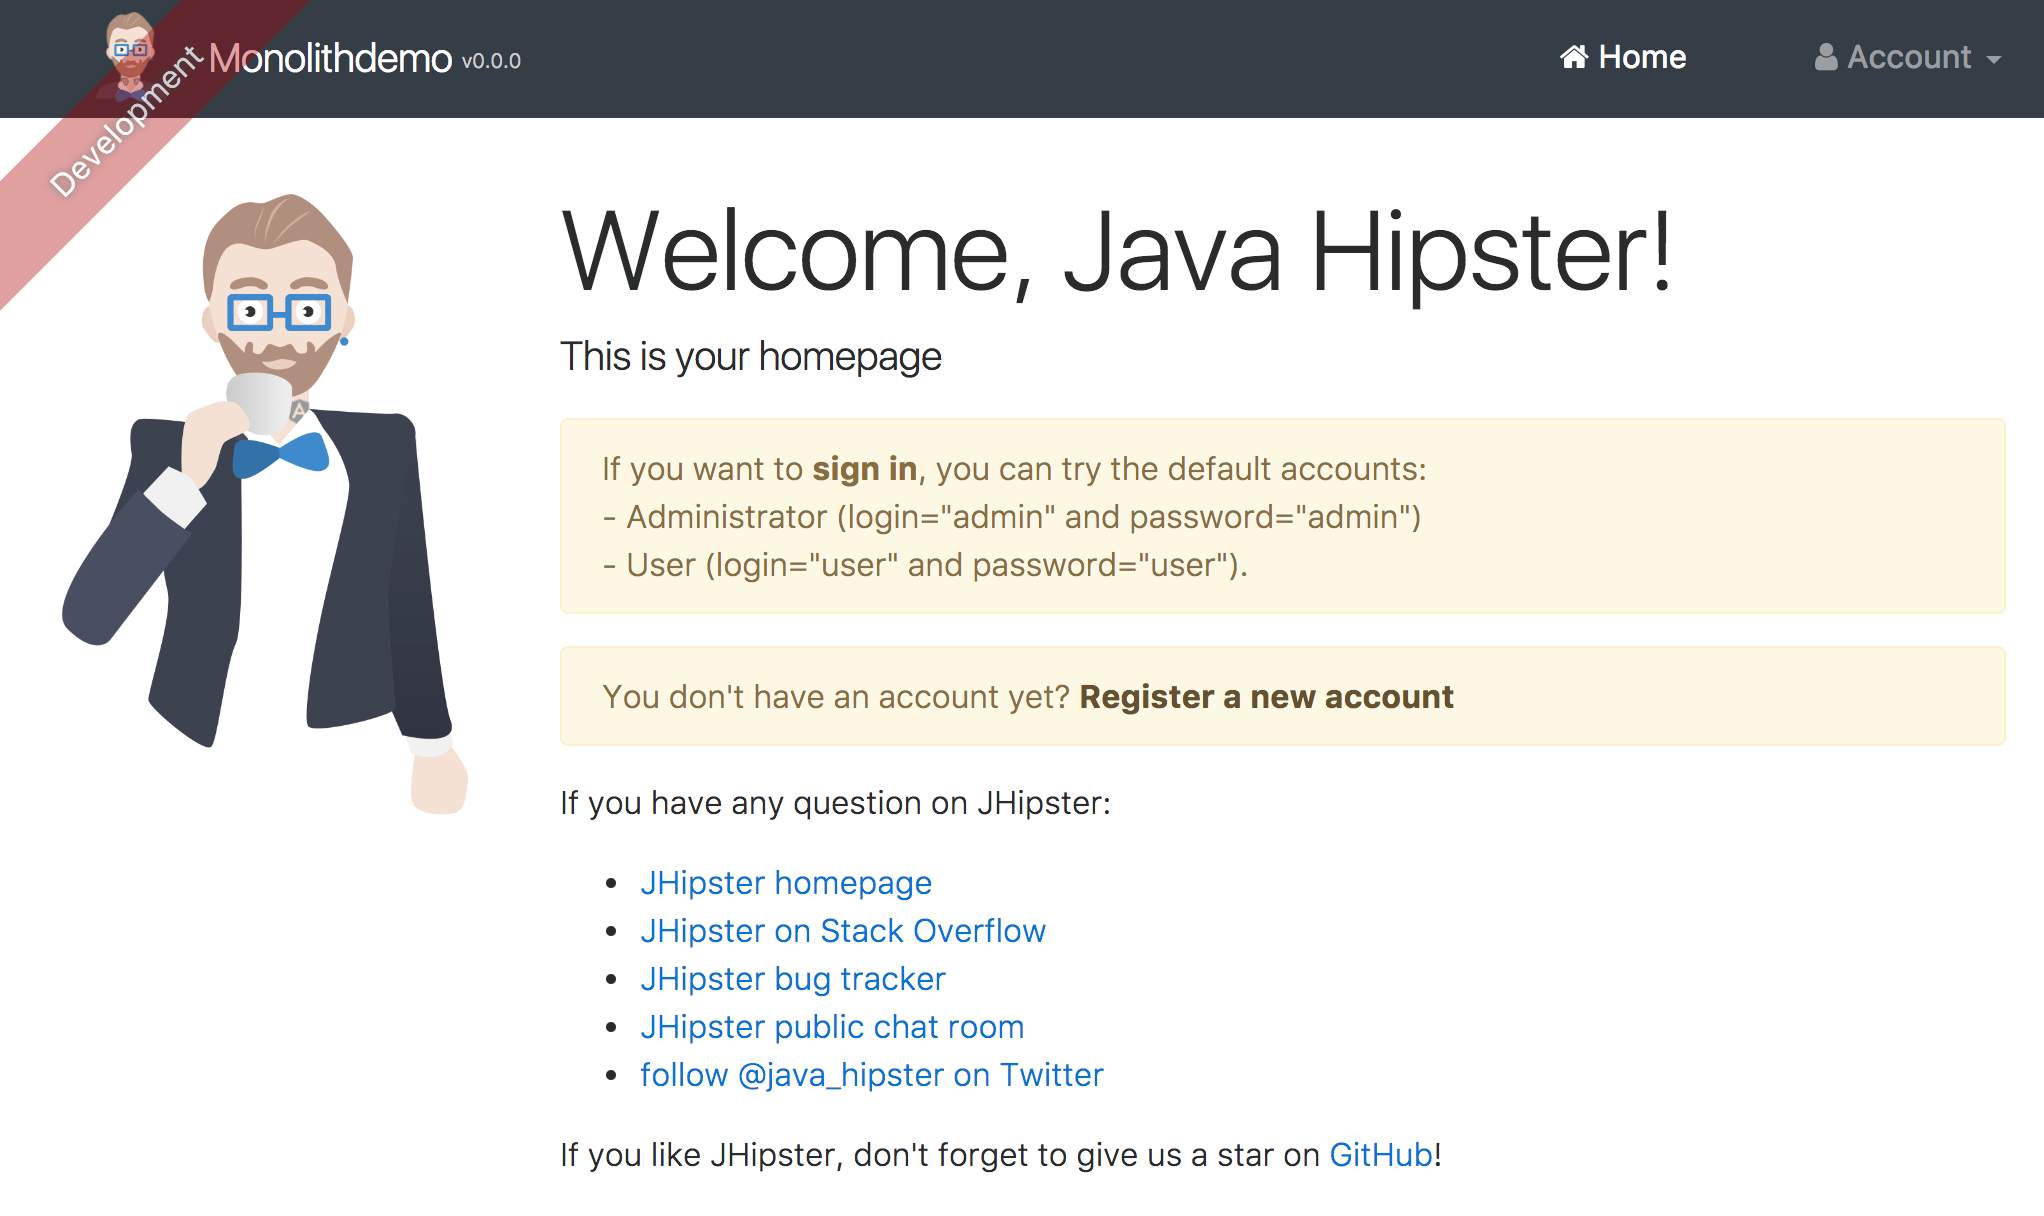 Development
Monolithdemo v0.0.0
Home
Account
Welcome, Java Hipster!
This is your homepage
If you want to sign in, you can try the default accounts:
- Administrator (login="admin" and password="admin")
- User (login="user" and password="user").
You don't have an account yet? Register a new account
If you have any question on JHipster:
• JHipster homepage
• JHipster on Stack Overflow
• JHipster bug tracker
• JHipster public chat room
• follow @java_hipster on Twitter
If you like JHipster, don't forget to give us a star on GitHub!
A